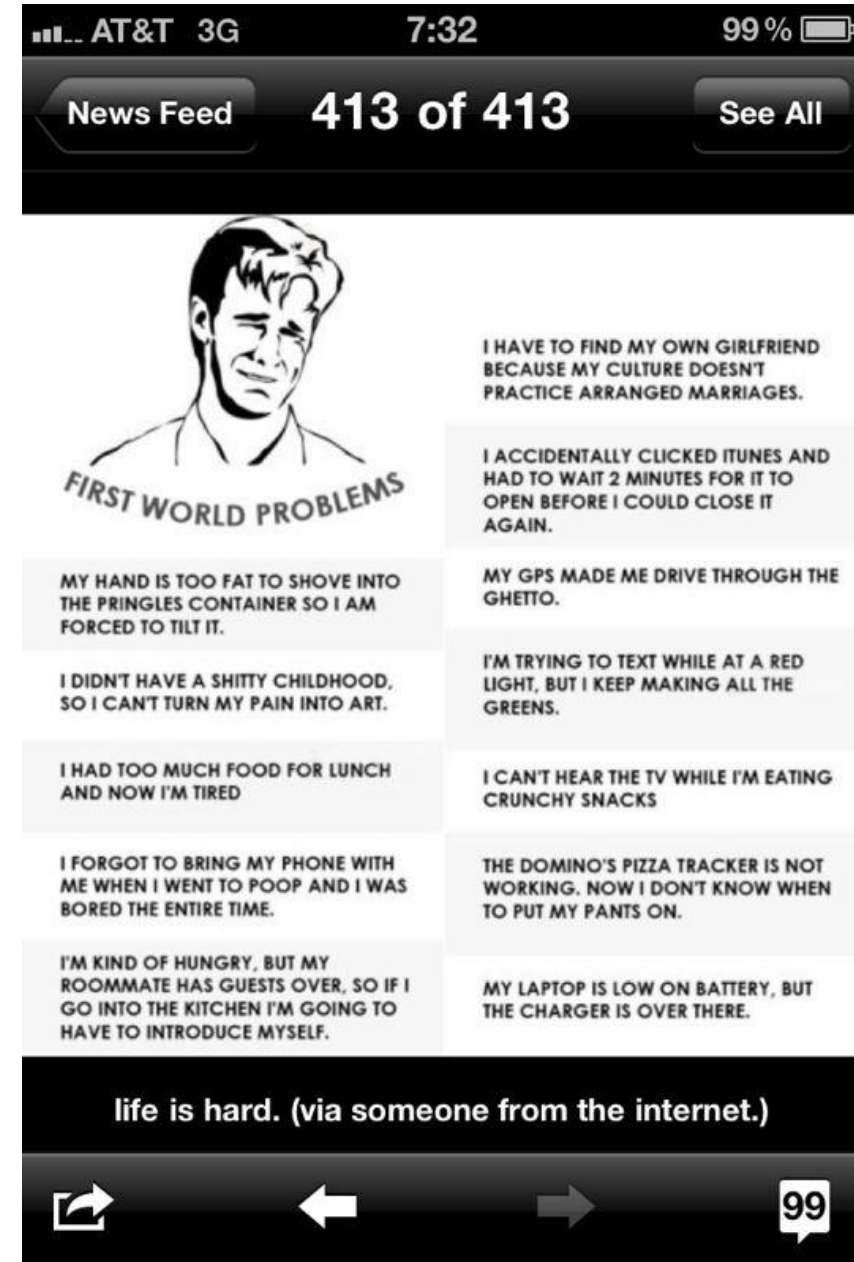 AT&T 3G 7:32 99%
News Feed 413 of 413 See All
FIRST WORLD PROBLEMS
MY HAND IS TOO FAT TO SHOVE INTO
THE PRINGLES CONTAINER SO I AM
FORCED TO TILT IT.
I DIDN'T HAVE A SHITTY CHILDHOOD,
SO I CAN'T TURN MY PAIN INTO ART.
I HAD TOO MUCH FOOD FOR LUNCH
AND NOW I'M TIRED
I FORGOT TO BRING MY PHONE WITH
ME WHEN I WENT TO POOP AND I WAS
BORED THE ENTIRE TIME.
I'M KIND OF HUNGRY, BUT MY
ROOMMATE HAS GUESTS OVER, SO IF I
GO INTO THE KITCHEN I'M GOING TO
HAVE TO INTRODUCE MYSELF.
I HAVE TO FIND MY OWN GIRLFRIEND
BECAUSE MY CULTURE DOESN'T
PRACTICE ARRANGED MARRIAGES.
I ACCIDENTALLY CLICKED ITUNES AND
HAD TO WAIT 2 MINUTES FOR IT TO
OPEN BEFORE I COULD CLOSE IT
AGAIN.
MY GPS MADE ME DRIVE THROUGH THE
GHETTO.
I'M TRYING TO TEXT WHILE AT A RED
LIGHT, BUT I KEEP MAKING ALL THE
GREENS.
I CAN'T HEAR THE TV WHILE I'M EATING
CRUNCHY SNACKS
THE DOMINO'S PIZZA TRACKER IS NOT
WORKING. NOW I DON'T KNOW WHEN
TO PUT MY PANTS ON.
MY LAPTOP IS LOW ON BATTERY, BUT
THE CHARGER IS OVER THERE.
life is hard. (via someone from the internet.)
99